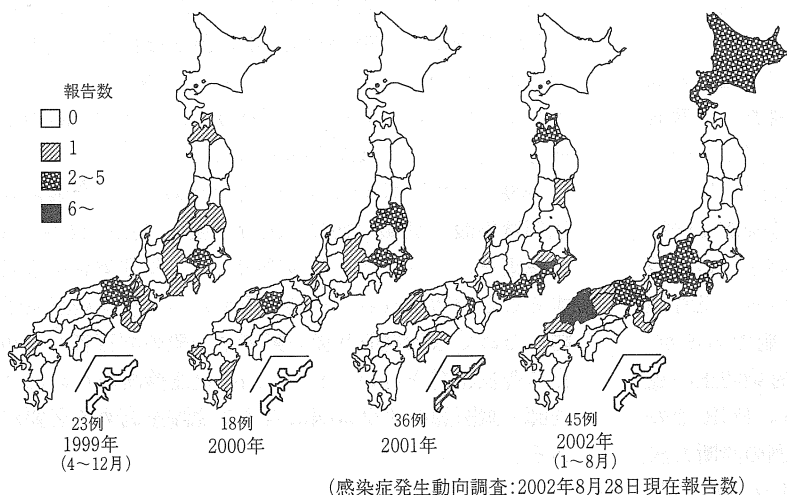 報告数
0
1
2~5
6~
23例
1999年
(4~12月)
18例
2000年
36例
2001年
45例
2002年
(1~8月)
(感染症発生動向調査:2002年8月28日現在報告数)